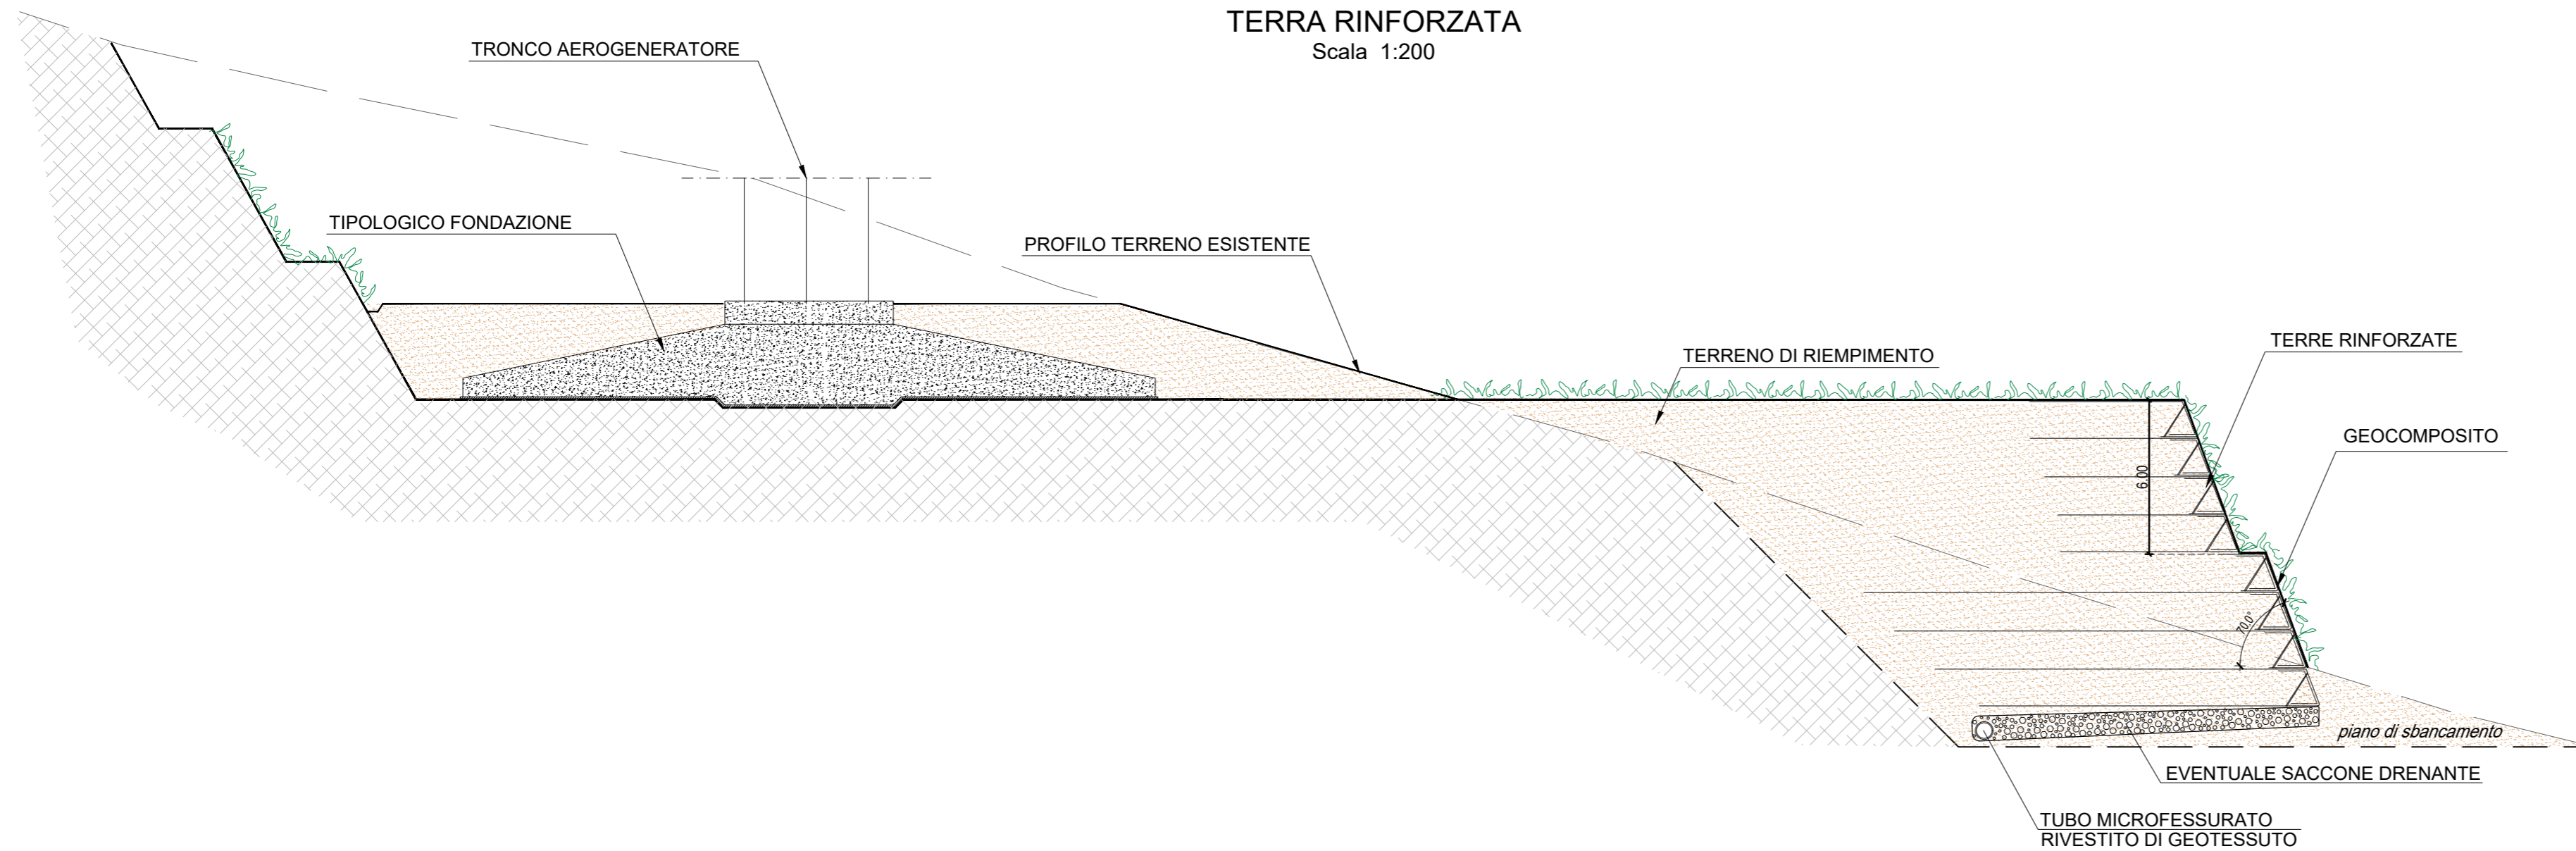 TERRA RINFORZATA
Scala 1:200
TRONCO AEROGENERATORE
TIPOLOGICO FONDAZIONE
PROFILO TERRENO ESISTENTE
TERRENO DI RIEMPIMENTO
TERRE RINFORZATE
GEOCOMPOSITO
6.00
70.0°
piano di sbancamento
EVENTUALE SACCONE DRENANTE
TUBO MICROFESSURATO
RIVESTITO DI GEOTESSUTO